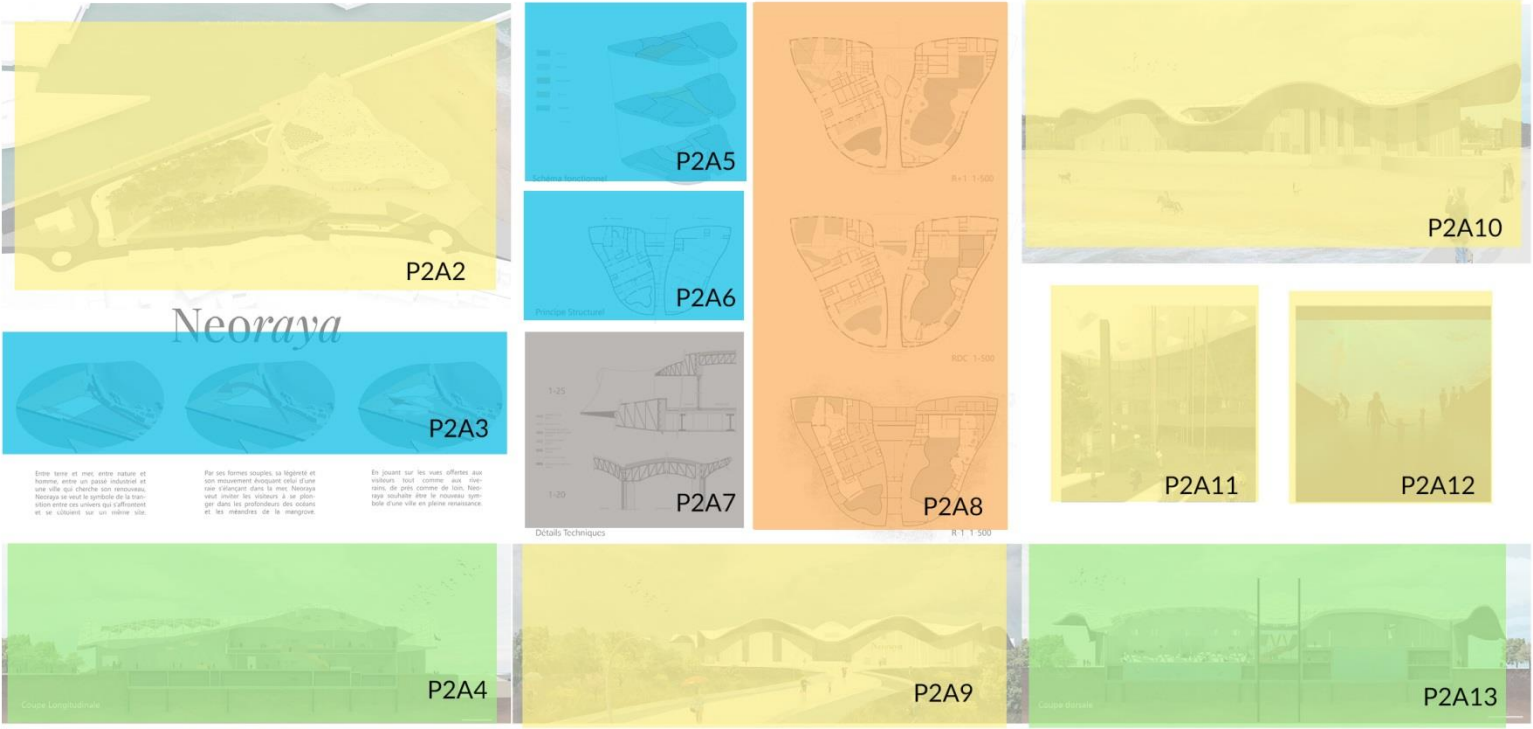 P2A2
Neoraya
P2A3
Entre terre et mer, entre nature et
homme, entre un passé industriel et
une ville qui cherche son renouveau,
Neoraya se veut le symbole de la tran-
sition entre ces univers qui s'affrontent
et se côtoient sur un même site.
Par ses formes souples, sa légèreté et
son mouvement évoquant celui d'une
raie s'élançant dans la mer, Neoraya
veut inviter les visiteurs à se plon-
ger dans les profondeurs des océans
et les méandres de la mangrove.
En jouant sur les vues offertes aux
visiteurs tout comme aux rive-
rains, de près comme de loin, Neo-
raya souhaite être le nouveau sym-
bole d'une ville en pleine renaissance.
P2A5
Schéma fonctionnel
P2A6
Principe Structurel
1-25
1-20
P2A7
Détails Techniques
R+1 1-500
RDC 1-500
P2A8
R-1 1-500
P2A10
P2A11
P2A12
P2A4
Coupe Longitudinale
P2A9
P2A13
Coupe dorsale